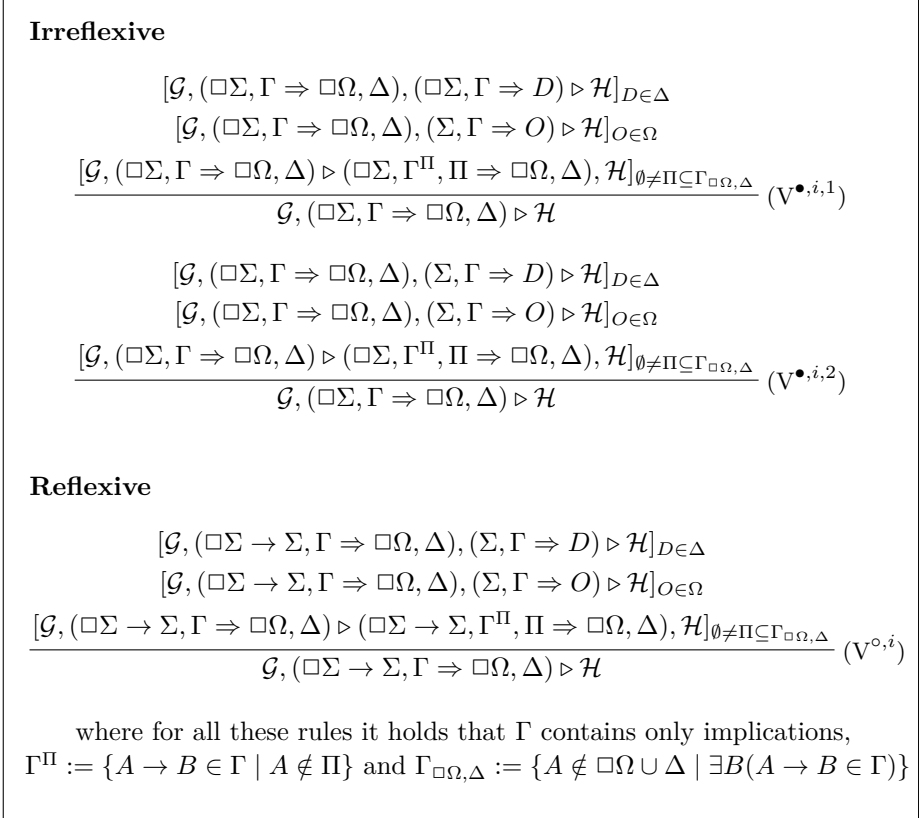 Irreflexive
[𝒢, (□Σ, Γ ⇒ □Ω, Δ), (□Σ, Γ ⇒ D) ▷ ℋ]_{D∈Δ}
[𝒢, (□Σ, Γ ⇒ □Ω, Δ), (Σ, Γ ⇒ O) ▷ ℋ]_{O∈Ω}
[𝒢, (□Σ, Γ ⇒ □Ω, Δ) ▷ (□Σ, Γ^Π, Π ⇒ □Ω, Δ), ℋ]_{∅≠Π⊆Γ_{□Ω,Δ}} (V^{•,i,1})
𝒢, (□Σ, Γ ⇒ □Ω, Δ) ▷ ℋ
[𝒢, (□Σ, Γ ⇒ □Ω, Δ), (Σ, Γ ⇒ D) ▷ ℋ]_{D∈Δ}
[𝒢, (□Σ, Γ ⇒ □Ω, Δ), (Σ, Γ ⇒ O) ▷ ℋ]_{O∈Ω}
[𝒢, (□Σ, Γ ⇒ □Ω, Δ) ▷ (□Σ, Γ^Π, Π ⇒ □Ω, Δ), ℋ]_{∅≠Π⊆Γ_{□Ω,Δ}} (V^{•,i,2})
𝒢, (□Σ, Γ ⇒ □Ω, Δ) ▷ ℋ
Reflexive
[𝒢, (□Σ → Σ, Γ ⇒ □Ω, Δ), (Σ, Γ ⇒ D) ▷ ℋ]_{D∈Δ}
[𝒢, (□Σ → Σ, Γ ⇒ □Ω, Δ), (Σ, Γ ⇒ O) ▷ ℋ]_{O∈Ω}
[𝒢, (□Σ → Σ, Γ ⇒ □Ω, Δ) ▷ (□Σ → Σ, Γ^Π, Π ⇒ □Ω, Δ), ℋ]_{∅≠Π⊆Γ_{□Ω,Δ}} (V^{∘,i})
𝒢, (□Σ → Σ, Γ ⇒ □Ω, Δ) ▷ ℋ
where for all these rules it holds that Γ contains only implications,
Γ^Π := {A → B ∈ Γ | A ∉ Π} and Γ_{□Ω,Δ} := {A ∉ □Ω ∪ Δ | ∃B(A → B ∈ Γ)}